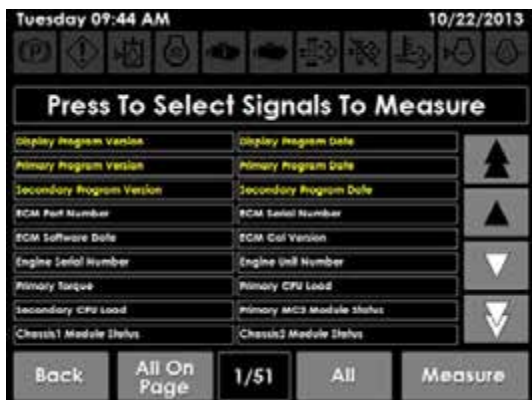 Tuesday 09:44 AM 10/22/2013
(P)
Press To Select Signals To Measure
Display Program Version Display Program Date
Primary Program Version Primary Program Date
Secondary Program Version Secondary Program Date
ECM Part Number ECM Serial Number
ECM Software Date ECM Cal Version
Engine Serial Number Engine Unit Number
Primary Torque Primary CPU Load
Secondary CPU Load Primary MC3 Module Status
Chassis1 Module Status Chassis2 Module Status
Back All On Page 1/51 All Measure